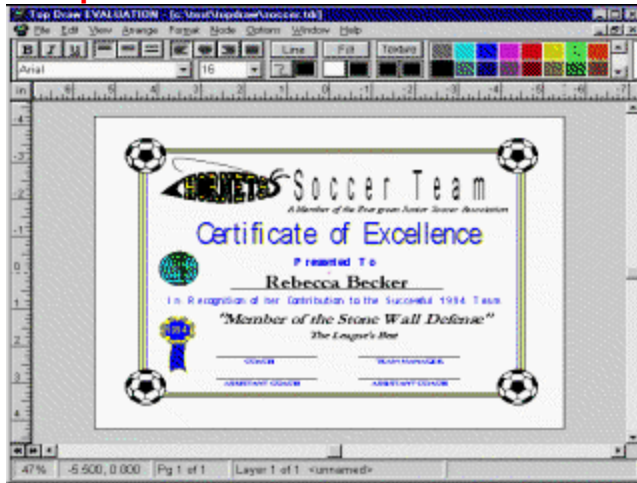 Top Draw EVALUATION - [c:\test\topdraw\soccer.tdr]
File Edit View Arrange Format Mode Options Window Help
B I U Line Fill Texture
Arial 16
in
HORNETS Soccer Team
A Member of the Evergreen Junior Soccer Association
Certificate of Excellence
Presented To
Rebecca Becker
In Recognition of her Contribution to the Successful 1994 Team
"Member of the Stone Wall Defense"
The League's Best
1994
COACH TEAM MANAGER
ASSISTANT COACH ASSISTANT COACH
47% -5.500, 0.000 Pg 1 of 1 Layer 1 of 1 <unnamed>